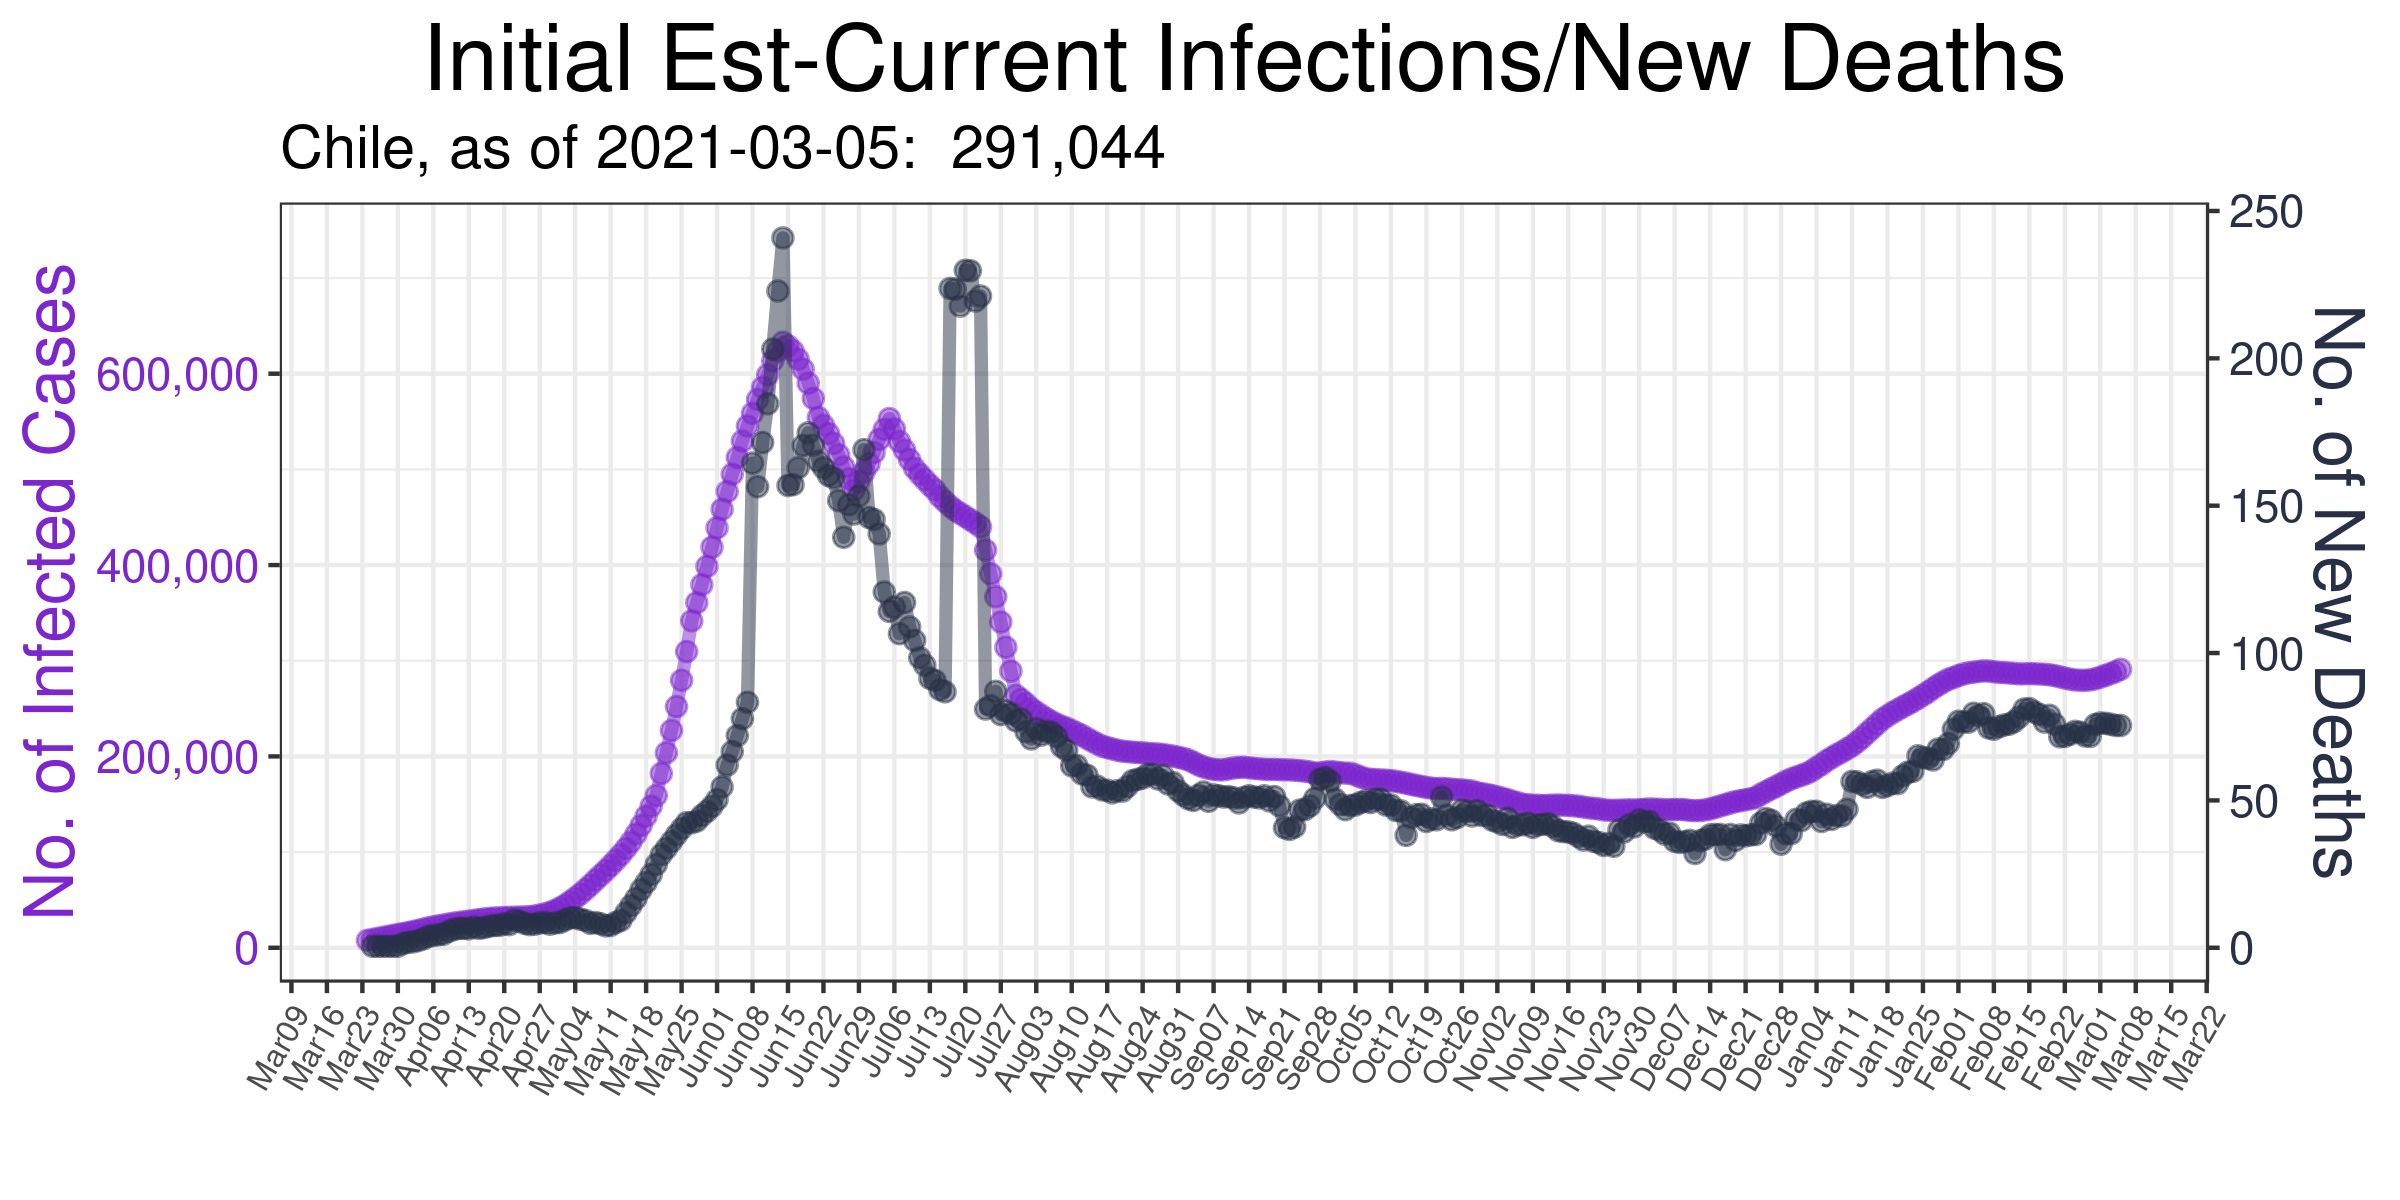 Initial Est-Current Infections/New Deaths
Chile, as of 2021-03-05:  291,044
No. of Infected Cases
600,000
400,000
200,000
0
250
200
150
100
50
0
No. of New Deaths
Mar09
Mar16
Mar23
Mar30
Apr06
Apr13
Apr20
Apr27
May04
May11
May18
May25
Jun01
Jun08
Jun15
Jun22
Jun29
Jul06
Jul13
Jul20
Jul27
Aug03
Aug10
Aug17
Aug24
Aug31
Sep07
Sep14
Sep21
Sep28
Oct05
Oct12
Oct19
Oct26
Nov02
Nov09
Nov16
Nov23
Nov30
Dec07
Dec14
Dec21
Dec28
Jan04
Jan11
Jan18
Jan25
Feb01
Feb08
Feb15
Feb22
Mar01
Mar08
Mar15
Mar22